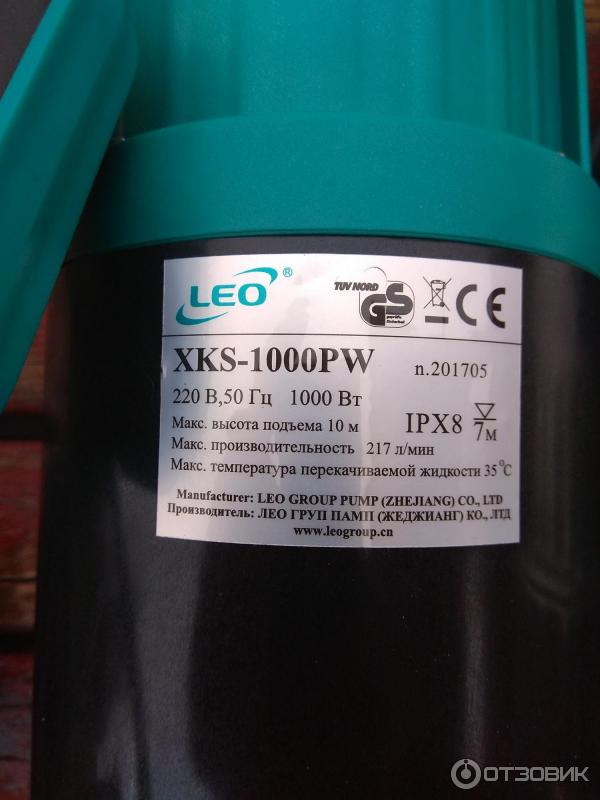 LEO ®
TUV NORD
GS
geprüfte Sicherheit
CE
XKS-1000PW n.201705
220 В,50 Гц 1000 Вт
Макс. высота подъема 10 м IPX8 7м
Макс. производительность 217 л/мин
Макс. температура перекачиваемой жидкости 35°C
Manufacturer: LEO GROUP PUMP (ZHEJIANG) CO., LTD
Производитель: ЛЕО ГРУП ПАМП (ЖЕДЖИАНГ) КО., ЛТД
www.leogroup.cn
ОТЗОВИК